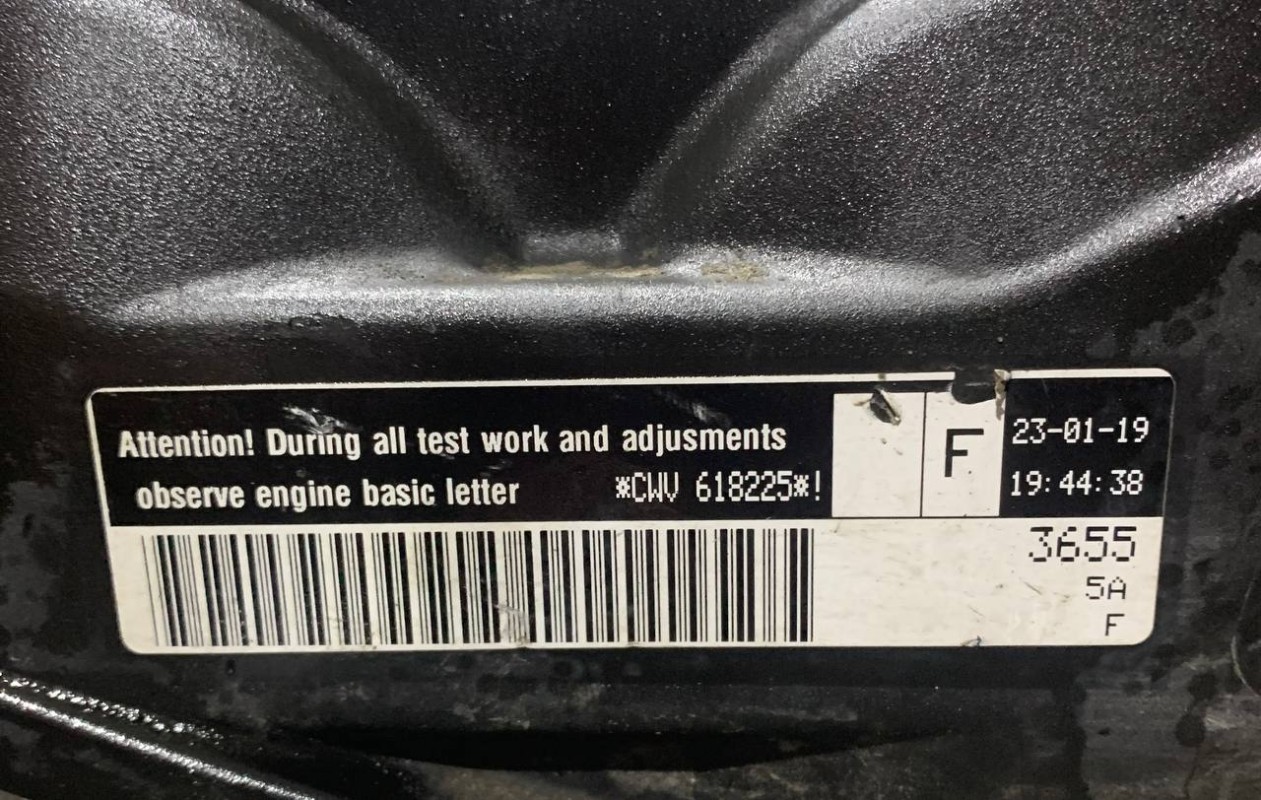 Attention! During all test work and adjusments
observe engine basic letter *CWV 618225*!
F
23-01-19
19:44:38
3655
5A
F